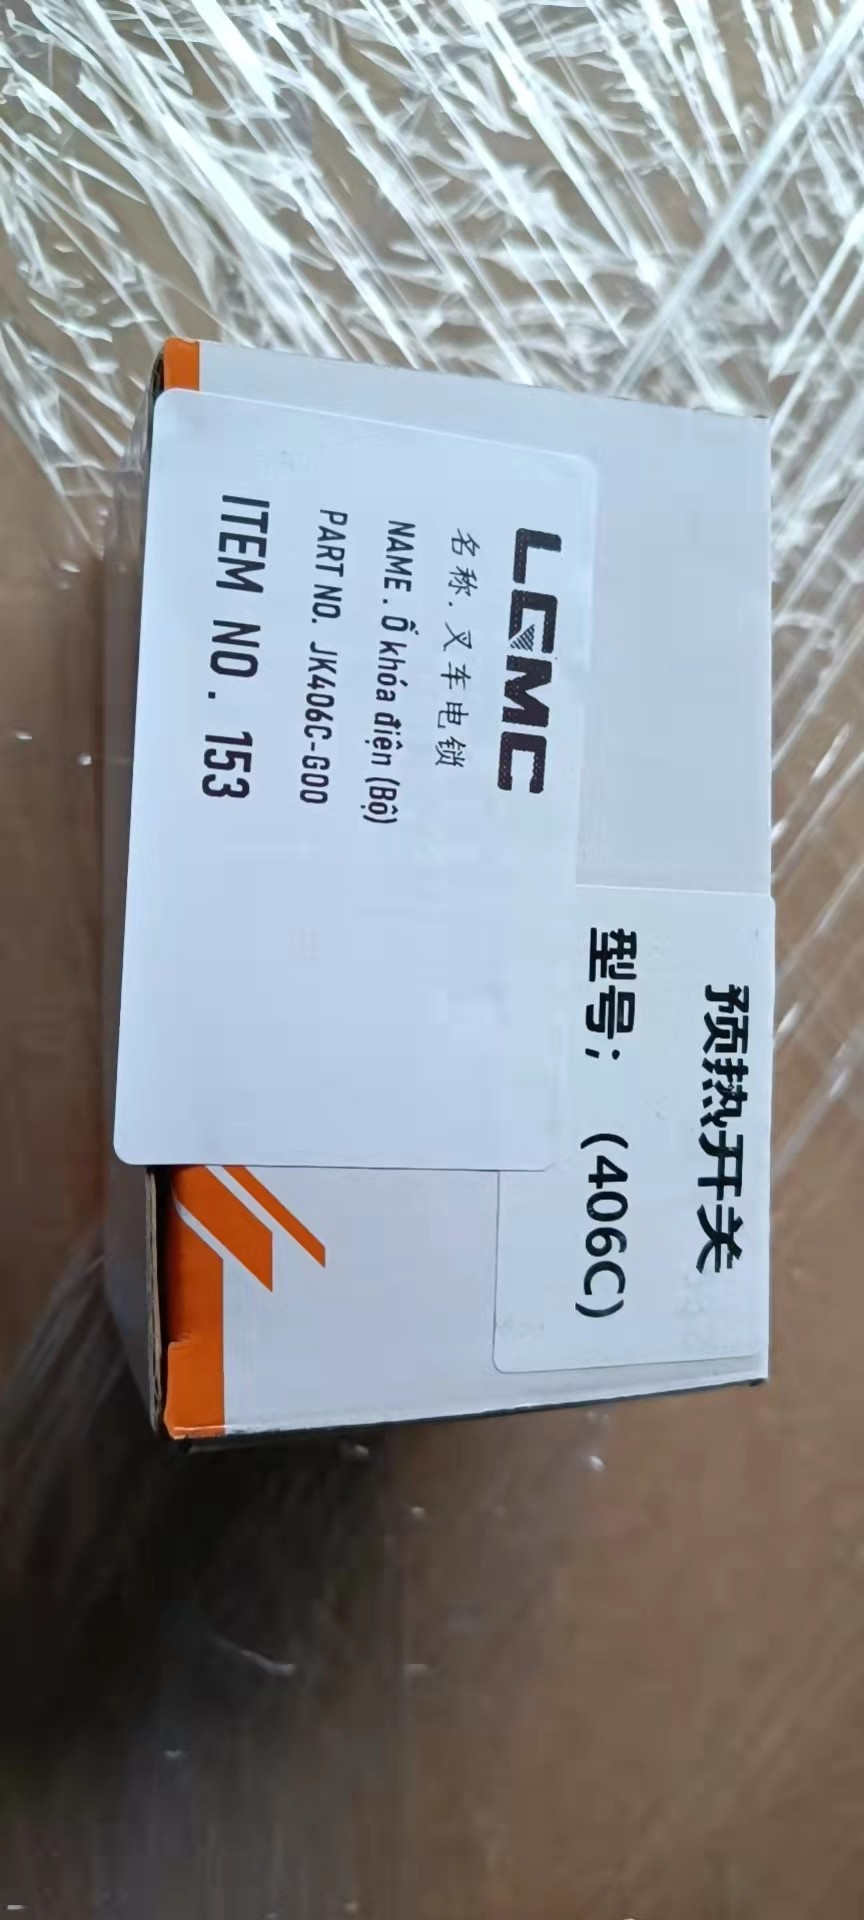 LGMC
名称. 叉车电锁
NAME. Ổ khóa điện (Bộ)
PART NO. JK406C-G00
ITEM NO. 153
预热开关
型号; (406C)